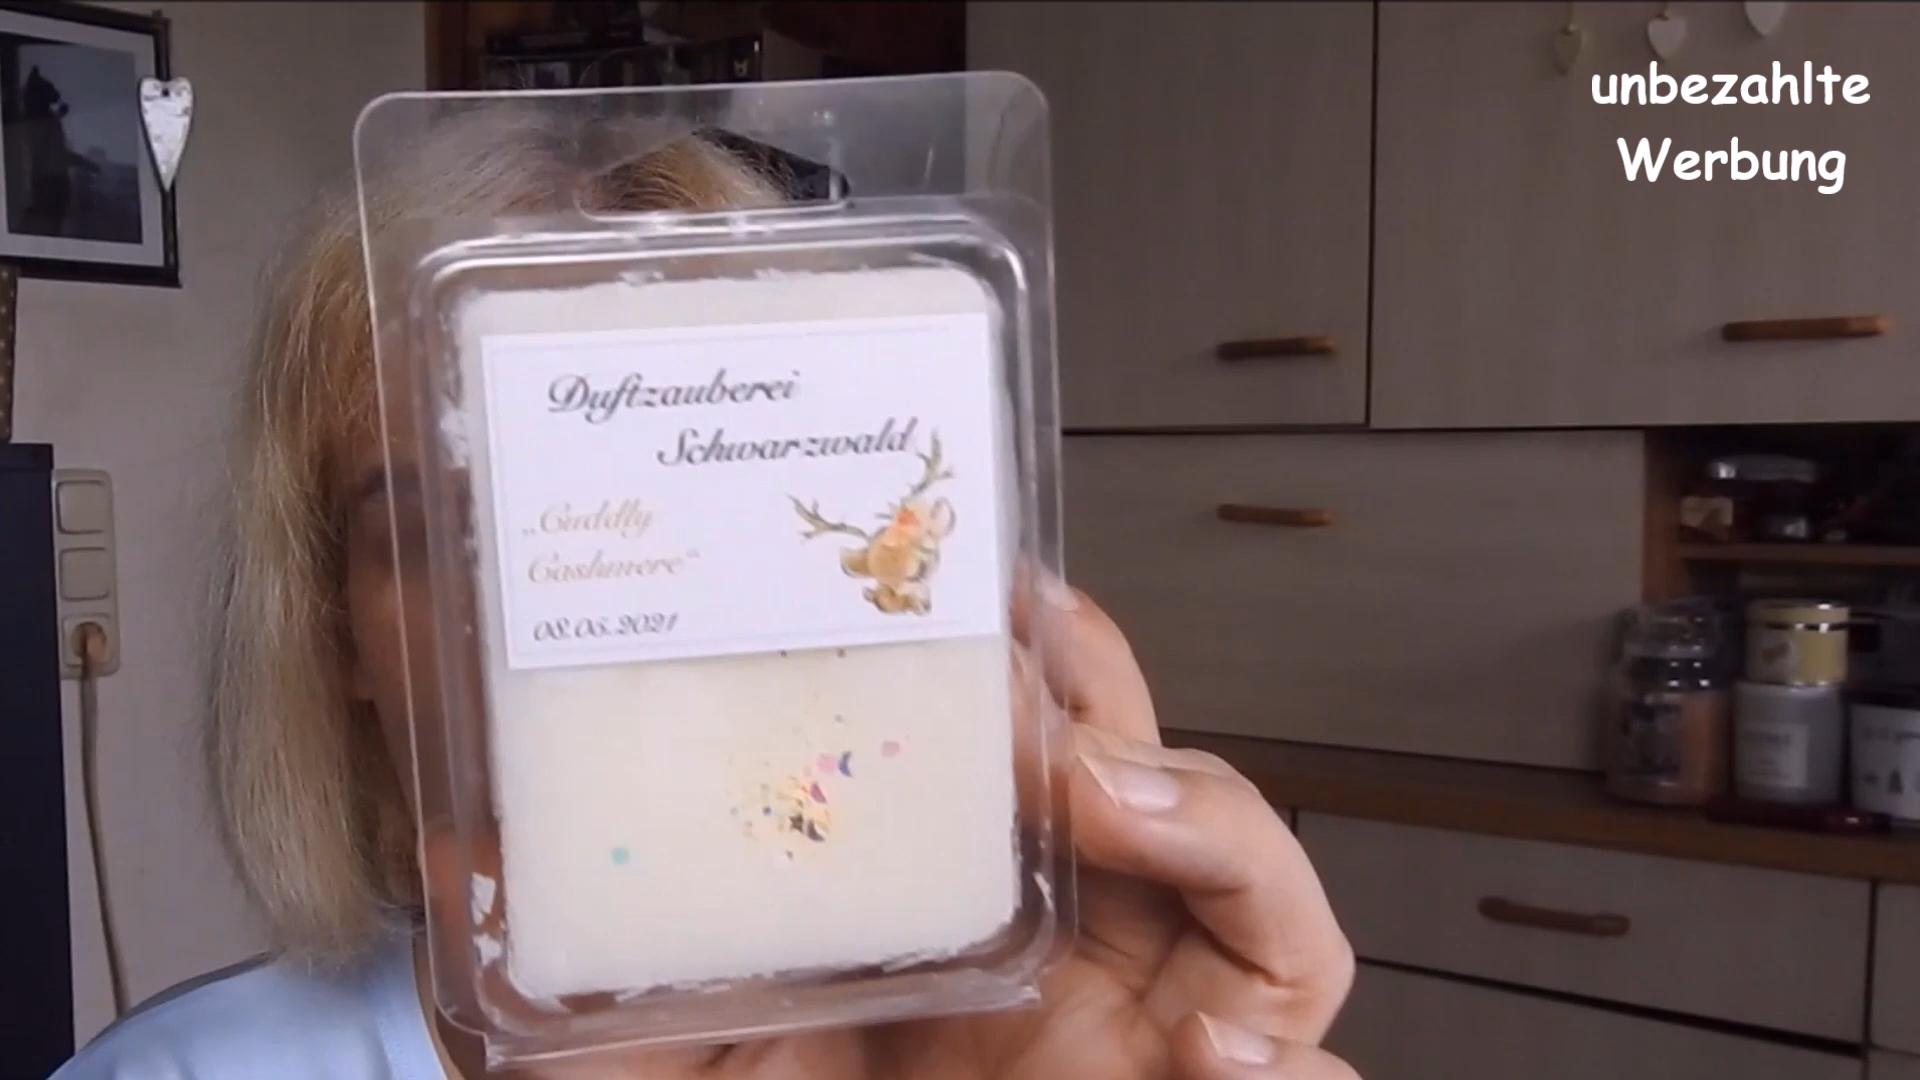 unbezahlte
Werbung
Duftzauberei
Schwarzwald
„Cuddly
Cashmere“
08.05.2021